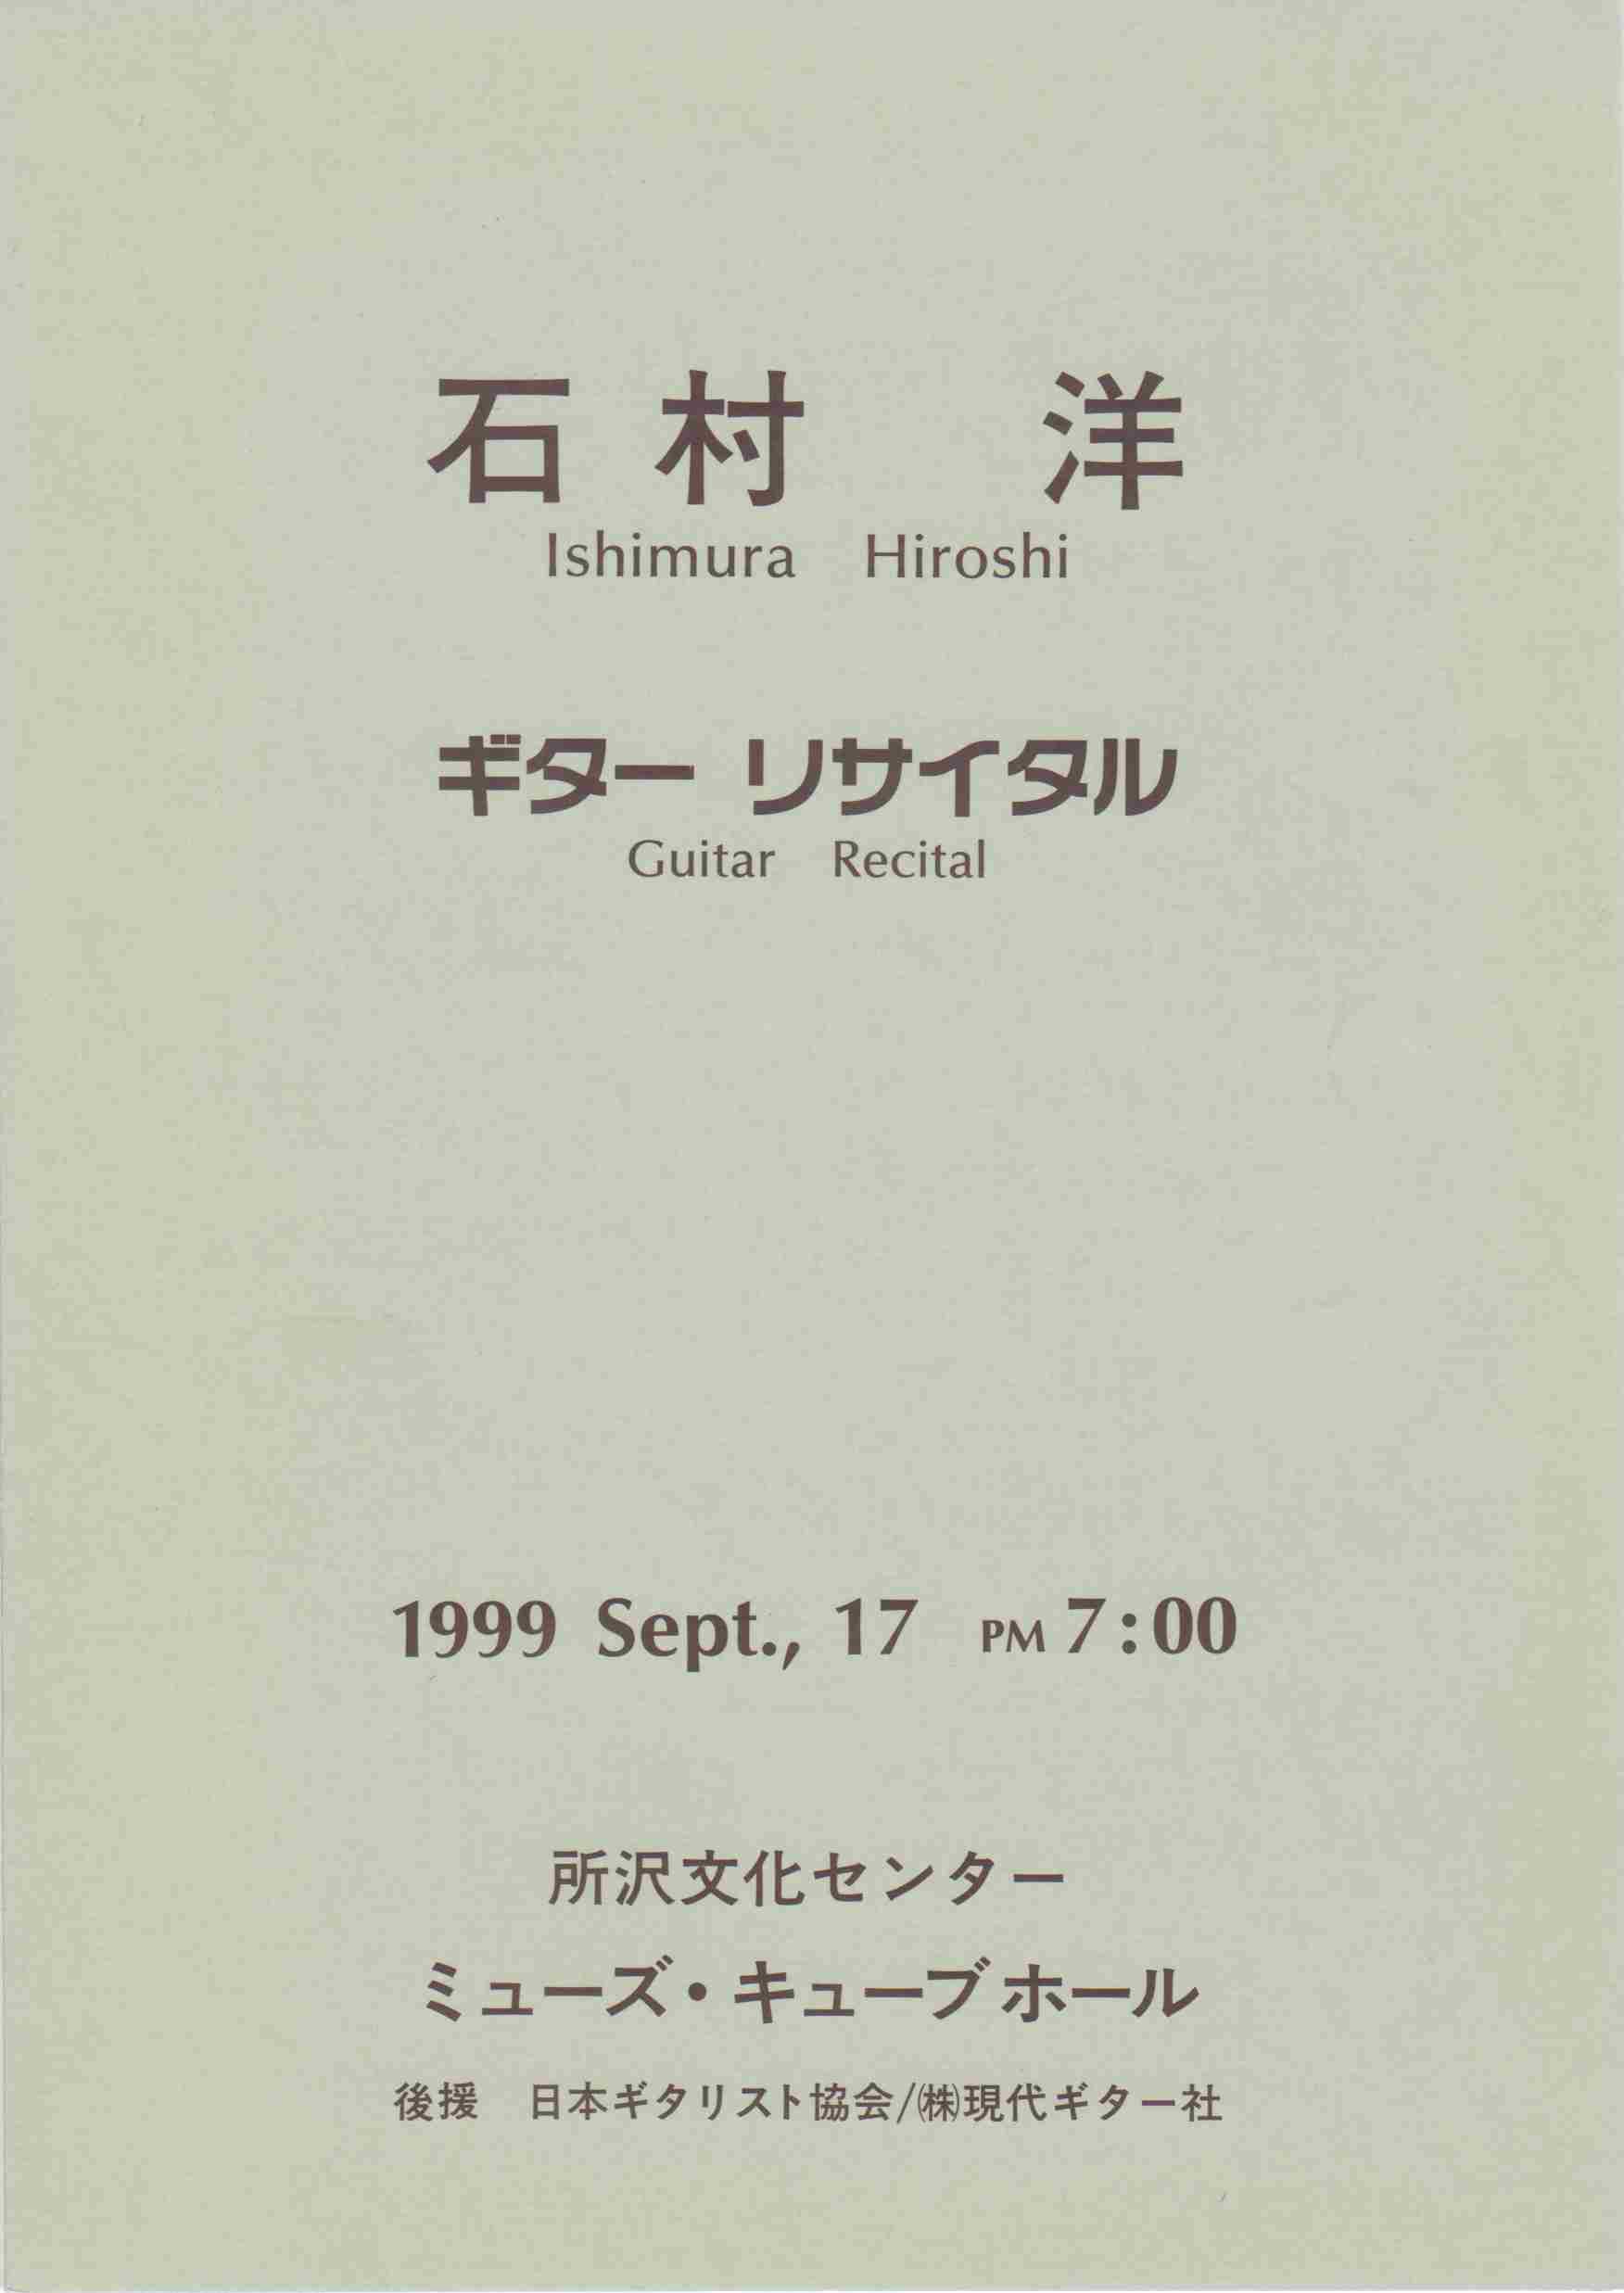 石村 洋
Ishimura Hiroshi
ギター リサイタル
Guitar Recital
1999 Sept., 17 PM 7:00
所沢文化センター
ミューズ・キューブホール
後援 日本ギタリスト協会/㈱現代ギター社